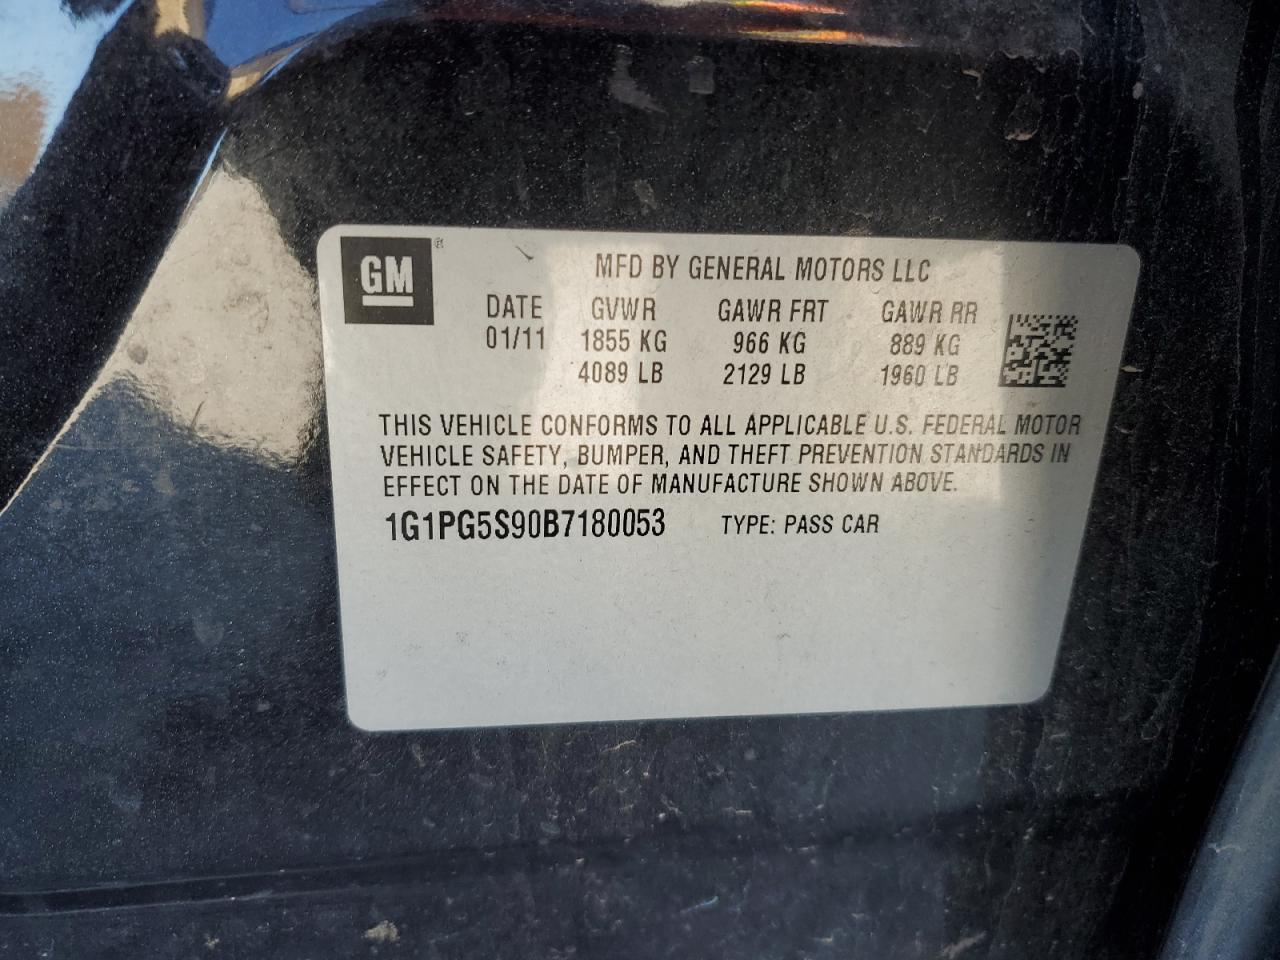 GM ®
MFD BY GENERAL MOTORS LLC
DATE GVWR GAWR FRT GAWR RR
01/11 1855 KG 966 KG 889 KG
4089 LB 2129 LB 1960 LB
THIS VEHICLE CONFORMS TO ALL APPLICABLE U.S. FEDERAL MOTOR
VEHICLE SAFETY, BUMPER, AND THEFT PREVENTION STANDARDS IN
EFFECT ON THE DATE OF MANUFACTURE SHOWN ABOVE.
1G1PG5S90B7180053 TYPE: PASS CAR